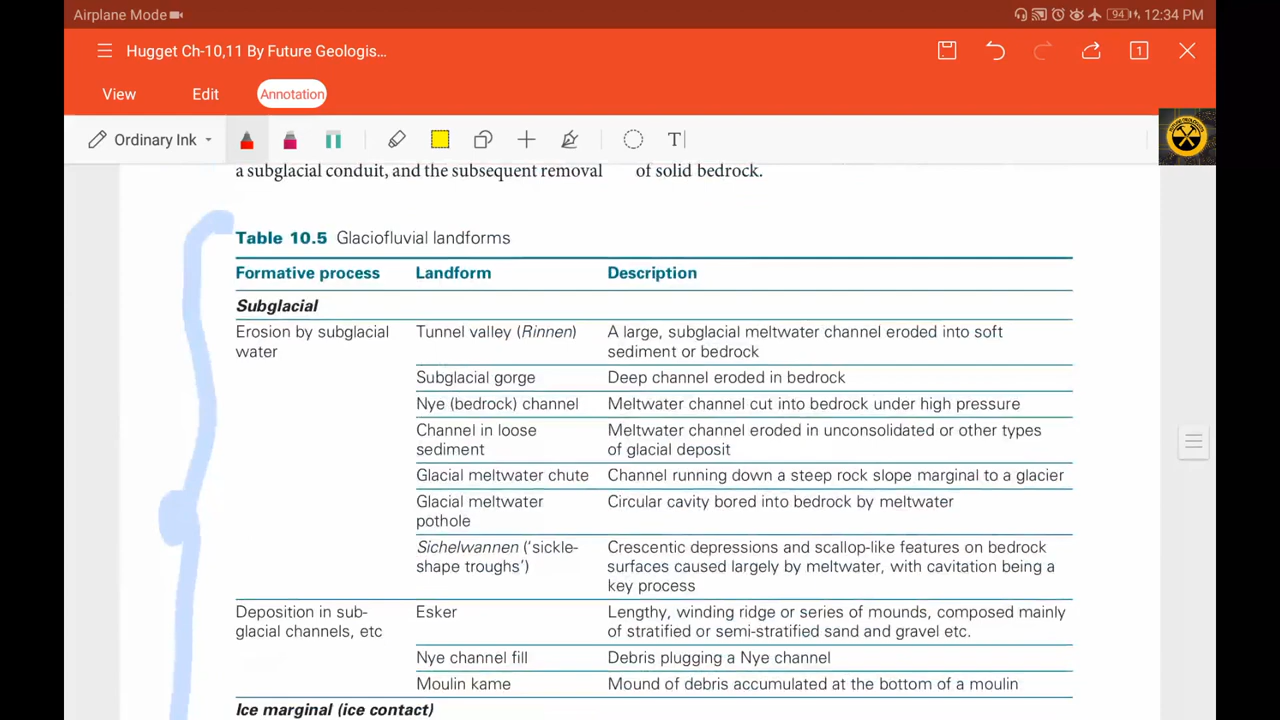 Airplane Mode
94
12:34 PM
Hugget Ch-10,11 By Future Geologis...
1
View Edit Annotation
Ordinary Ink
T
a subglacial conduit, and the subsequent removal
of solid bedrock.
Table 10.5 Glaciofluvial landforms
Formative process Landform Description
Subglacial
Erosion by subglacial Tunnel valley (Rinnen) A large, subglacial meltwater channel eroded into soft
water sediment or bedrock
Subglacial gorge Deep channel eroded in bedrock
Nye (bedrock) channel Meltwater channel cut into bedrock under high pressure
Channel in loose Meltwater channel eroded in unconsolidated or other types
sediment of glacial deposit
Glacial meltwater chute Channel running down a steep rock slope marginal to a glacier
Glacial meltwater Circular cavity bored into bedrock by meltwater
pothole
Sichelwannen ('sickle- Crescentic depressions and scallop-like features on bedrock
shape troughs') surfaces caused largely by meltwater, with cavitation being a
key process
Deposition in sub- Esker Lengthy, winding ridge or series of mounds, composed mainly
glacial channels, etc of stratified or semi-stratified sand and gravel etc.
Nye channel fill Debris plugging a Nye channel
Moulin kame Mound of debris accumulated at the bottom of a moulin
Ice marginal (ice contact)